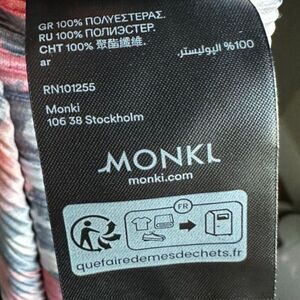 GR 100% ΠΟΛΥΕΣΤΕΡΑΣ.
RU 100% ПОЛИЭСТЕР.
CHT 100% 聚酯纖維.
ar
%100 البوليستر.
RN101255
Monki
106 38 Stockholm
MONKI
monki.com
FR
quefairedemesdechets.fr